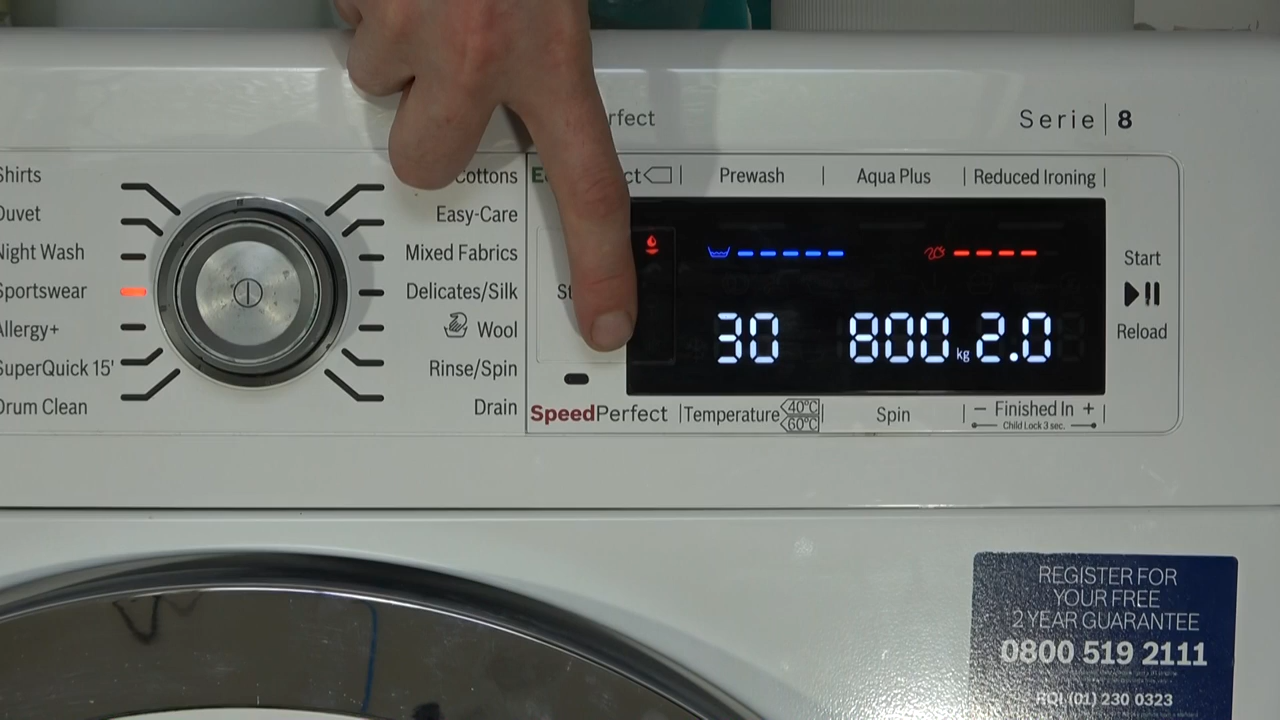 rfect
Serie 8
Shirts
Duvet
Night Wash
Sportswear
Allergy+
SuperQuick 15'
Drum Clean
Cottons
Easy-Care
Mixed Fabrics
Delicates/Silk
Wool
Rinse/Spin
Drain
E ct
Prewash
Aqua Plus
Reduced Ironing
St
30
800
kg 2.0
SpeedPerfect
Temperature 40°C
60°C
Spin
− Finished In +
Child Lock 3 sec.
Start
Reload
REGISTER FOR
YOUR FREE
2 YEAR GUARANTEE
0800 519 2111
ROI (01) 230 0323